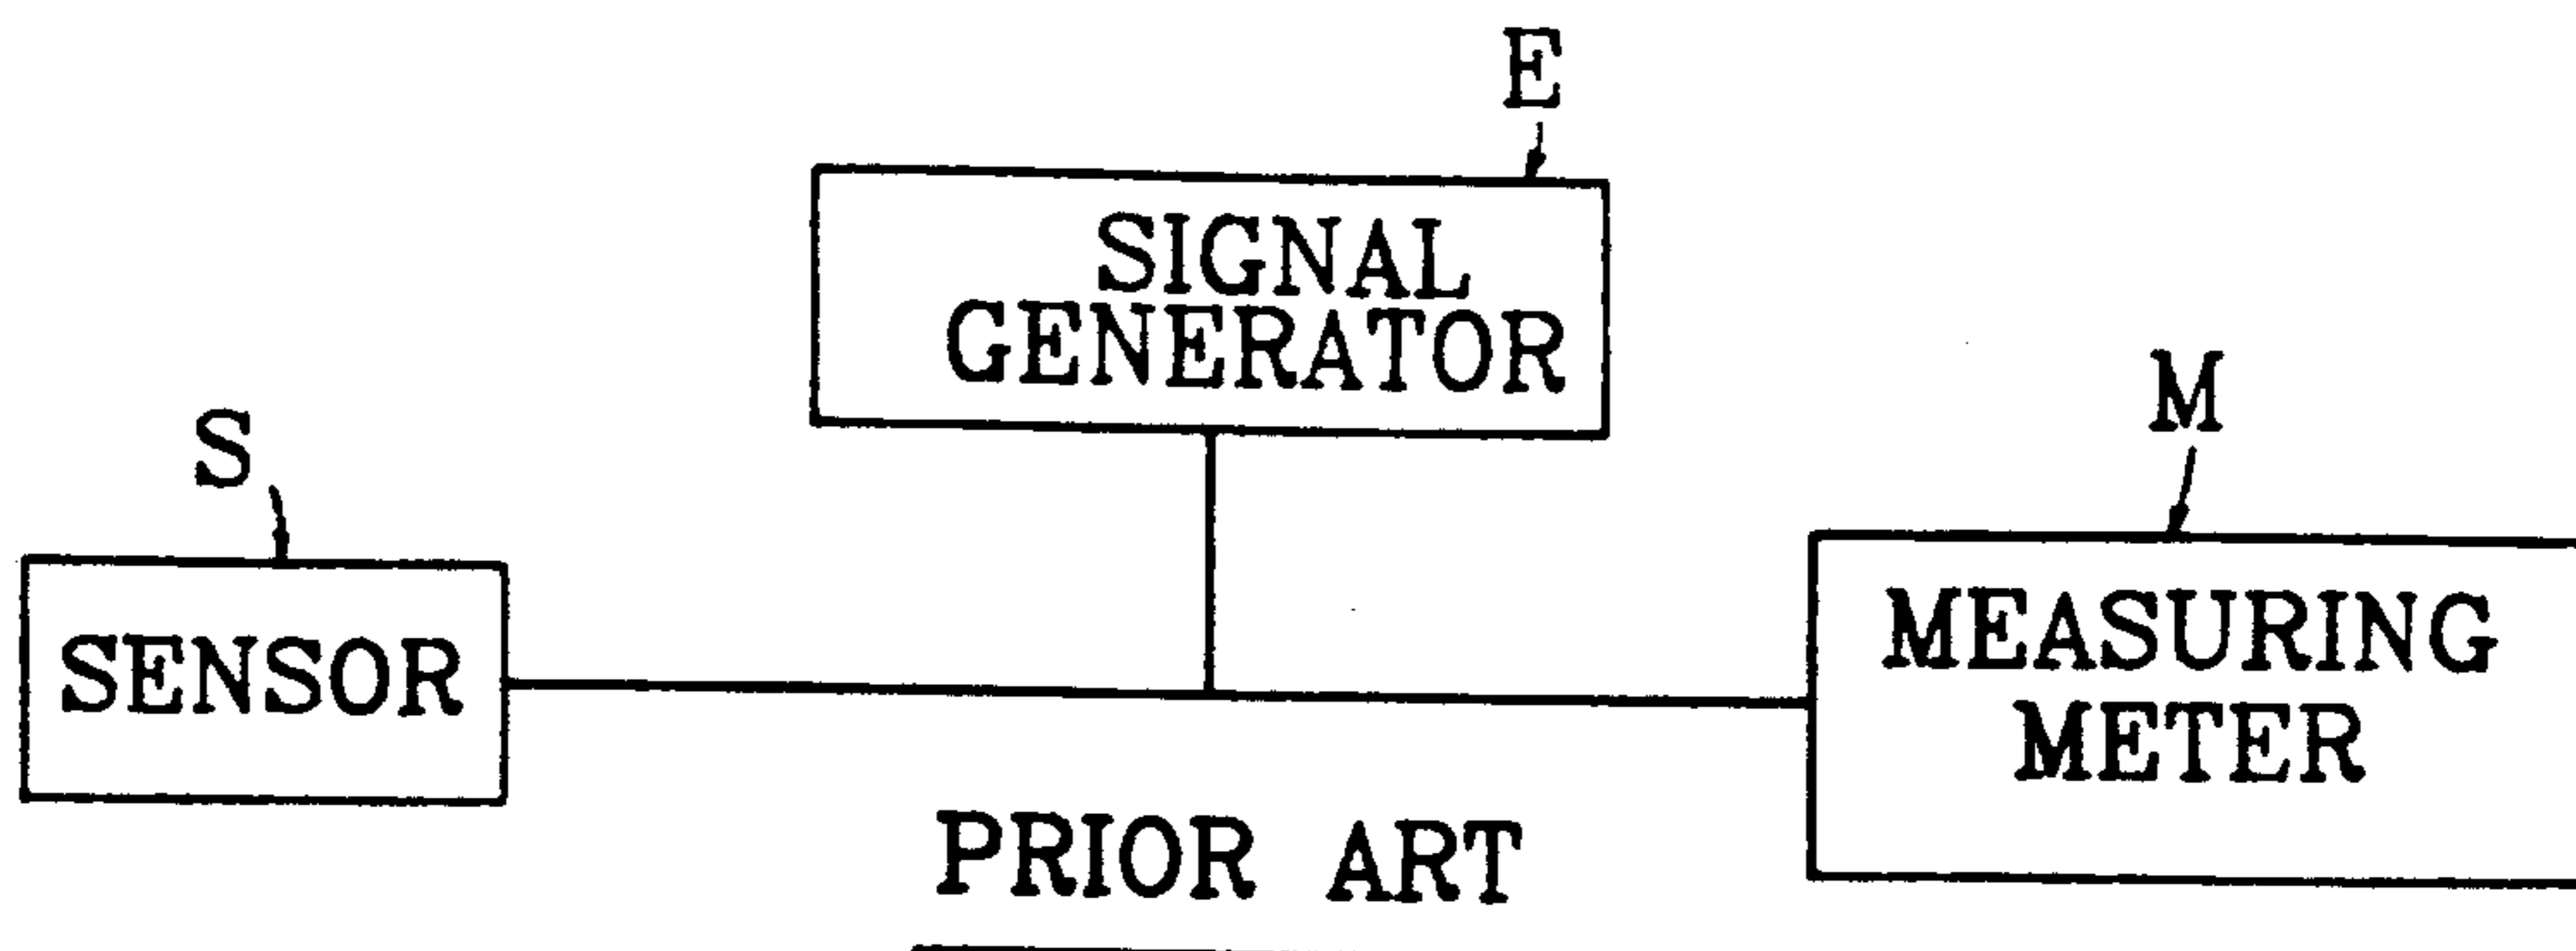 E
SIGNAL
GENERATOR
S
M
SENSOR
MEASURING
METER
PRIOR ART